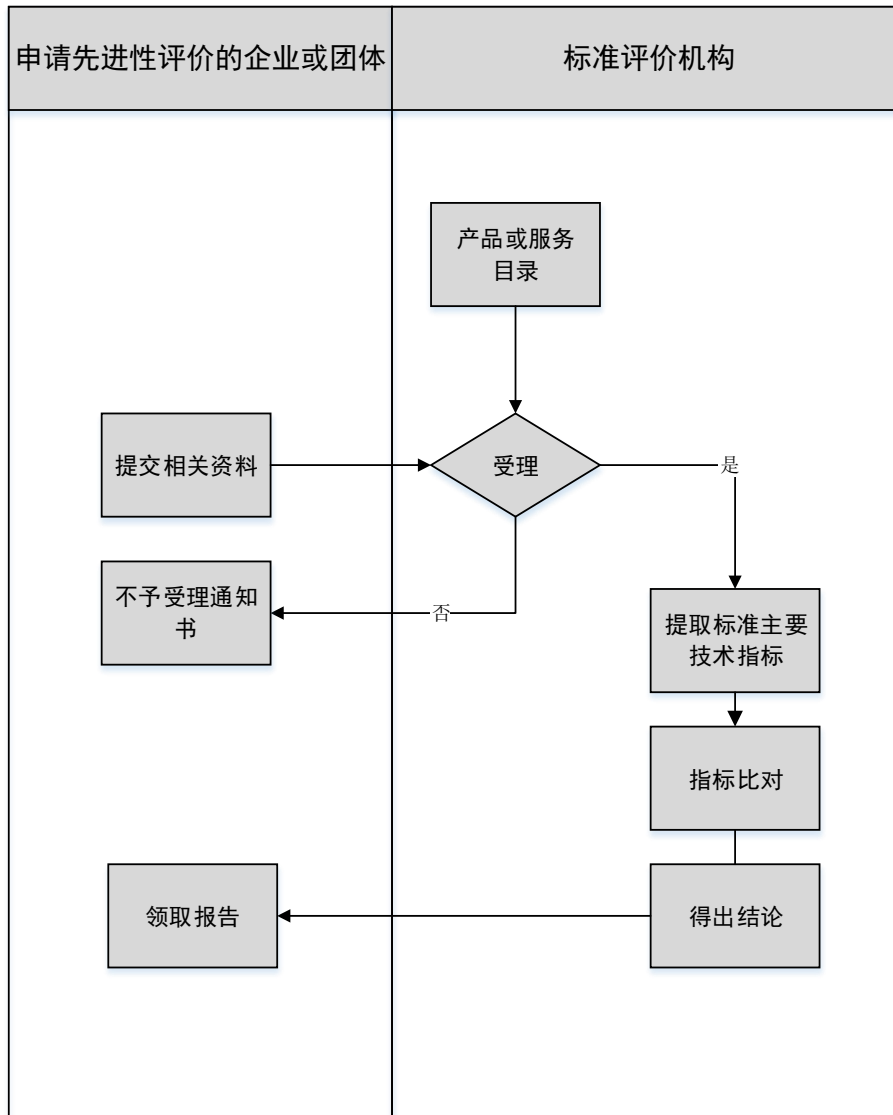 申请先进性评价的企业或团体
标准评价机构
产品或服务
目录
提交相关资料
受理
是
不予受理通知
书
否
提取标准主要
技术指标
指标比对
领取报告
得出结论